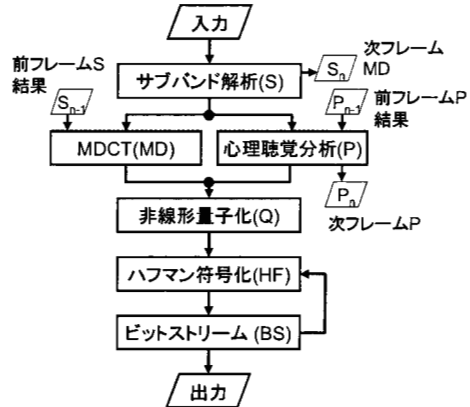 入力
前フレームS
結果
S_{n-1}
サブバンド解析(S)
S_n
次フレーム
MD
P_{n-1}
前フレームP
結果
MDCT(MD)
心理聴覚分析(P)
P_n
次フレームP
非線形量子化(Q)
ハフマン符号化(HF)
ビットストリーム (BS)
出力